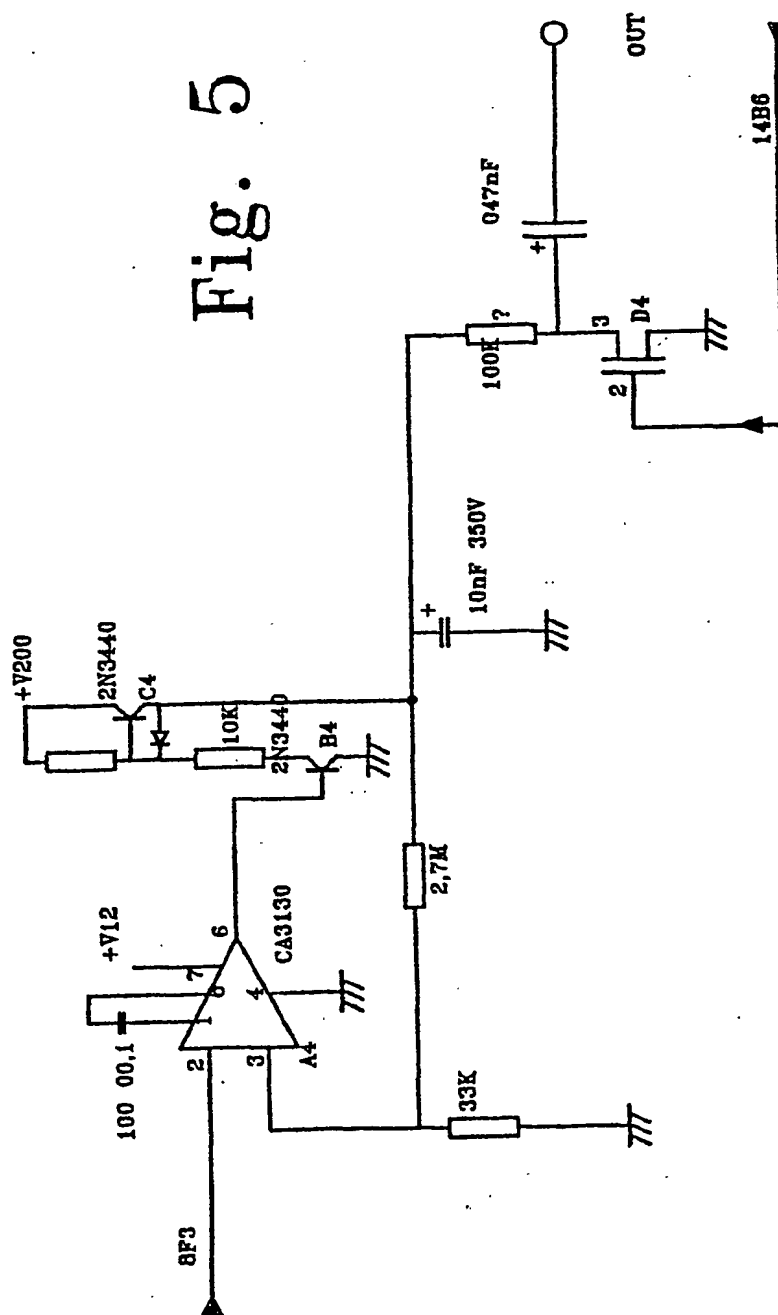 Fig. 5
8F3
100 00,1
+V12
2
3
7
8
1
4
6
A4
CA3130
33K
2,7M
+V200
2N3440
C4
10K
2N3440
B4
10nF 350V
100K
?
3
2
D4
+
+
047nF
OUT
14B6